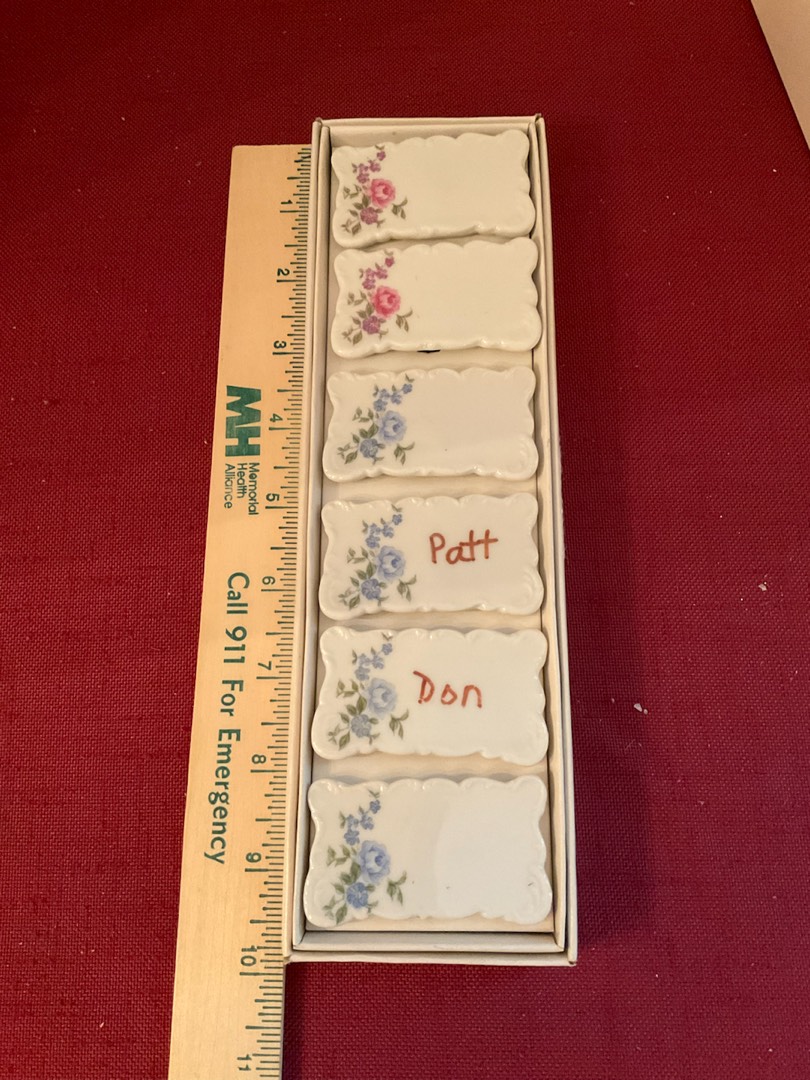 1
2
3
4
5
6
7
8
9
10
11
MH
Memorial
Health
Alliance
Call 911 For Emergency
Patt
Don